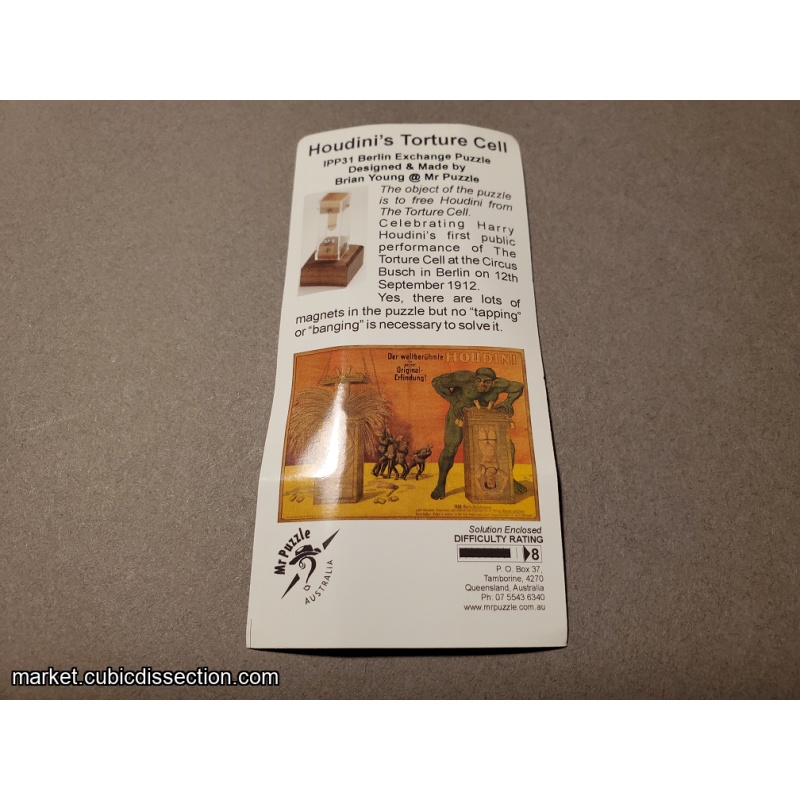 Houdini's Torture Cell
IPP31 Berlin Exchange Puzzle
Designed & Made by
Brian Young @ Mr Puzzle
The object of the puzzle
is to free Houdini from
The Torture Cell.
Celebrating Harry
Houdini's first public
performance of The
Torture Cell at the Circus
Busch in Berlin on 12th
September 1912.
Yes, there are lots of
magnets in the puzzle but no "tapping"
or "banging" is necessary to solve it.
Der weltberühmte HOUDINI
Original-
Erfindung!
Mr Puzzle
AUSTRALIA
Solution Enclosed
DIFFICULTY RATING
8
P. O. Box 37,
Tamborine, 4270
Queensland, Australia
Ph: 07 5543 6340
www.mrpuzzle.com.au
market.cubicdissection.com